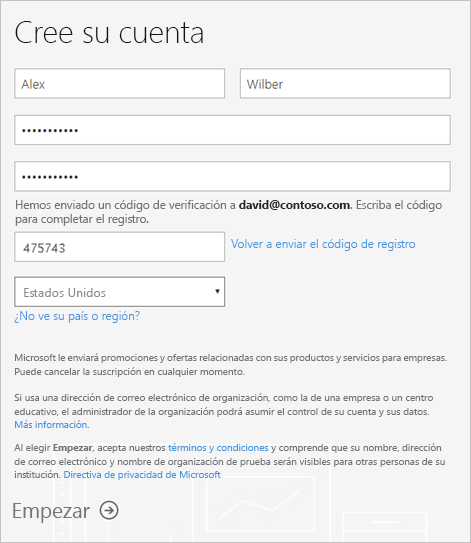 Cree su cuenta
Alex
Wilber
•••••••••••
•••••••••••
Hemos enviado un código de verificación a david@contoso.com. Escriba el código
para completar el registro.
475743
Volver a enviar el código de registro
Estados Unidos
¿No ve su país o región?
Microsoft le enviará promociones y ofertas relacionadas con sus productos y servicios para empresas.
Puede cancelar la suscripción en cualquier momento.
Si usa una dirección de correo electrónico de organización, como la de una empresa o un centro
educativo, el administrador de la organización podrá asumir el control de su cuenta y sus datos.
Más información.
Al elegir Empezar, acepta nuestros términos y condiciones y comprende que su nombre, dirección
de correo electrónico y nombre de organización de prueba serán visibles para otras personas de su
institución. Directiva de privacidad de Microsoft
Empezar